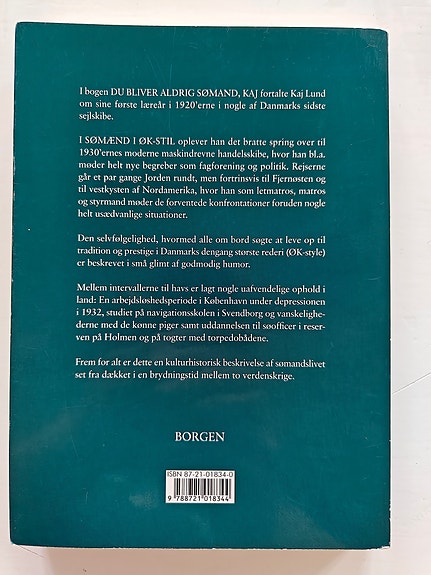 I bogen DU BLIVER ALDRIG SØMAND, KAJ fortalte Kaj Lund
om sine første læreår i 1920'erne i nogle af Danmarks sidste
sejlskibe.
I SØMÆND I ØK-STIL oplever han det bratte spring over til
1930'ernes moderne maskindrevne handelsskibe, hvor han bl.a.
møder helt nye begreber som fagforening og politik. Rejserne
går et par gange Jorden rundt, men fortrinsvis til Fjernøsten og
til vestkysten af Nordamerika, hvor han som letmatros, matros
og styrmand møder de forventede konfrontationer foruden nogle
helt usædvanlige situationer.
Den selvfølgelighed, hvormed alle om bord søgte at leve op til
tradition og prestige i Danmarks dengang største rederi (ØK-style)
er beskrevet i små glimt af godmodig humor.
Mellem intervallerne til havs er lagt nogle uafvendelige ophold i
land: En arbejdsløshedsperiode i København under depressionen
i 1932, studiet på navigationsskolen i Svendborg og vanskelighe-
derne med de kønne piger samt uddannelsen til søofficer i reser-
ven på Holmen og på togter med torpedobådene.
Frem for alt er dette en kulturhistorisk beskrivelse af sømandslivet
set fra dækket i en brydningstid mellem to verdenskrige.
BORGEN
ISBN 87-21-01834-0
9 788721 018344